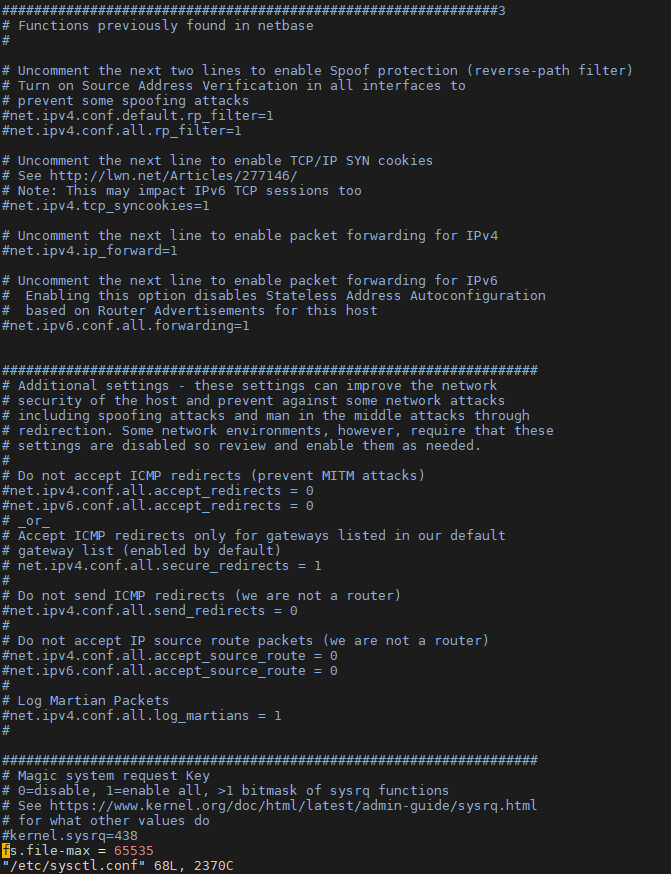 ##############################################################3
# Functions previously found in netbase
#
# Uncomment the next two lines to enable Spoof protection (reverse-path filter)
# Turn on Source Address Verification in all interfaces to
# prevent some spoofing attacks
#net.ipv4.conf.default.rp_filter=1
#net.ipv4.conf.all.rp_filter=1
# Uncomment the next line to enable TCP/IP SYN cookies
# See http://lwn.net/Articles/277146/
# Note: This may impact IPv6 TCP sessions too
#net.ipv4.tcp_syncookies=1
# Uncomment the next line to enable packet forwarding for IPv4
#net.ipv4.ip_forward=1
# Uncomment the next line to enable packet forwarding for IPv6
#  Enabling this option disables Stateless Address Autoconfiguration
#  based on Router Advertisements for this host
#net.ipv6.conf.all.forwarding=1
###################################################################
# Additional settings - these settings can improve the network
# security of the host and prevent against some network attacks
# including spoofing attacks and man in the middle attacks through
# redirection. Some network environments, however, require that these
# settings are disabled so review and enable them as needed.
#
# Do not accept ICMP redirects (prevent MITM attacks)
#net.ipv4.conf.all.accept_redirects = 0
#net.ipv6.conf.all.accept_redirects = 0
# _or_
# Accept ICMP redirects only for gateways listed in our default
# gateway list (enabled by default)
# net.ipv4.conf.all.secure_redirects = 1
#
# Do not send ICMP redirects (we are not a router)
#net.ipv4.conf.all.send_redirects = 0
#
# Do not accept IP source route packets (we are not a router)
#net.ipv4.conf.all.accept_source_route = 0
#net.ipv6.conf.all.accept_source_route = 0
#
# Log Martian Packets
#net.ipv4.conf.all.log_martians = 1
#
###################################################################
# Magic system request Key
# 0=disable, 1=enable all, >1 bitmask of sysrq functions
# See https://www.kernel.org/doc/html/latest/admin-guide/sysrq.html
# for what other values do
#kernel.sysrq=438
fs.file-max = 65535
"/etc/sysctl.conf" 68L, 2370C